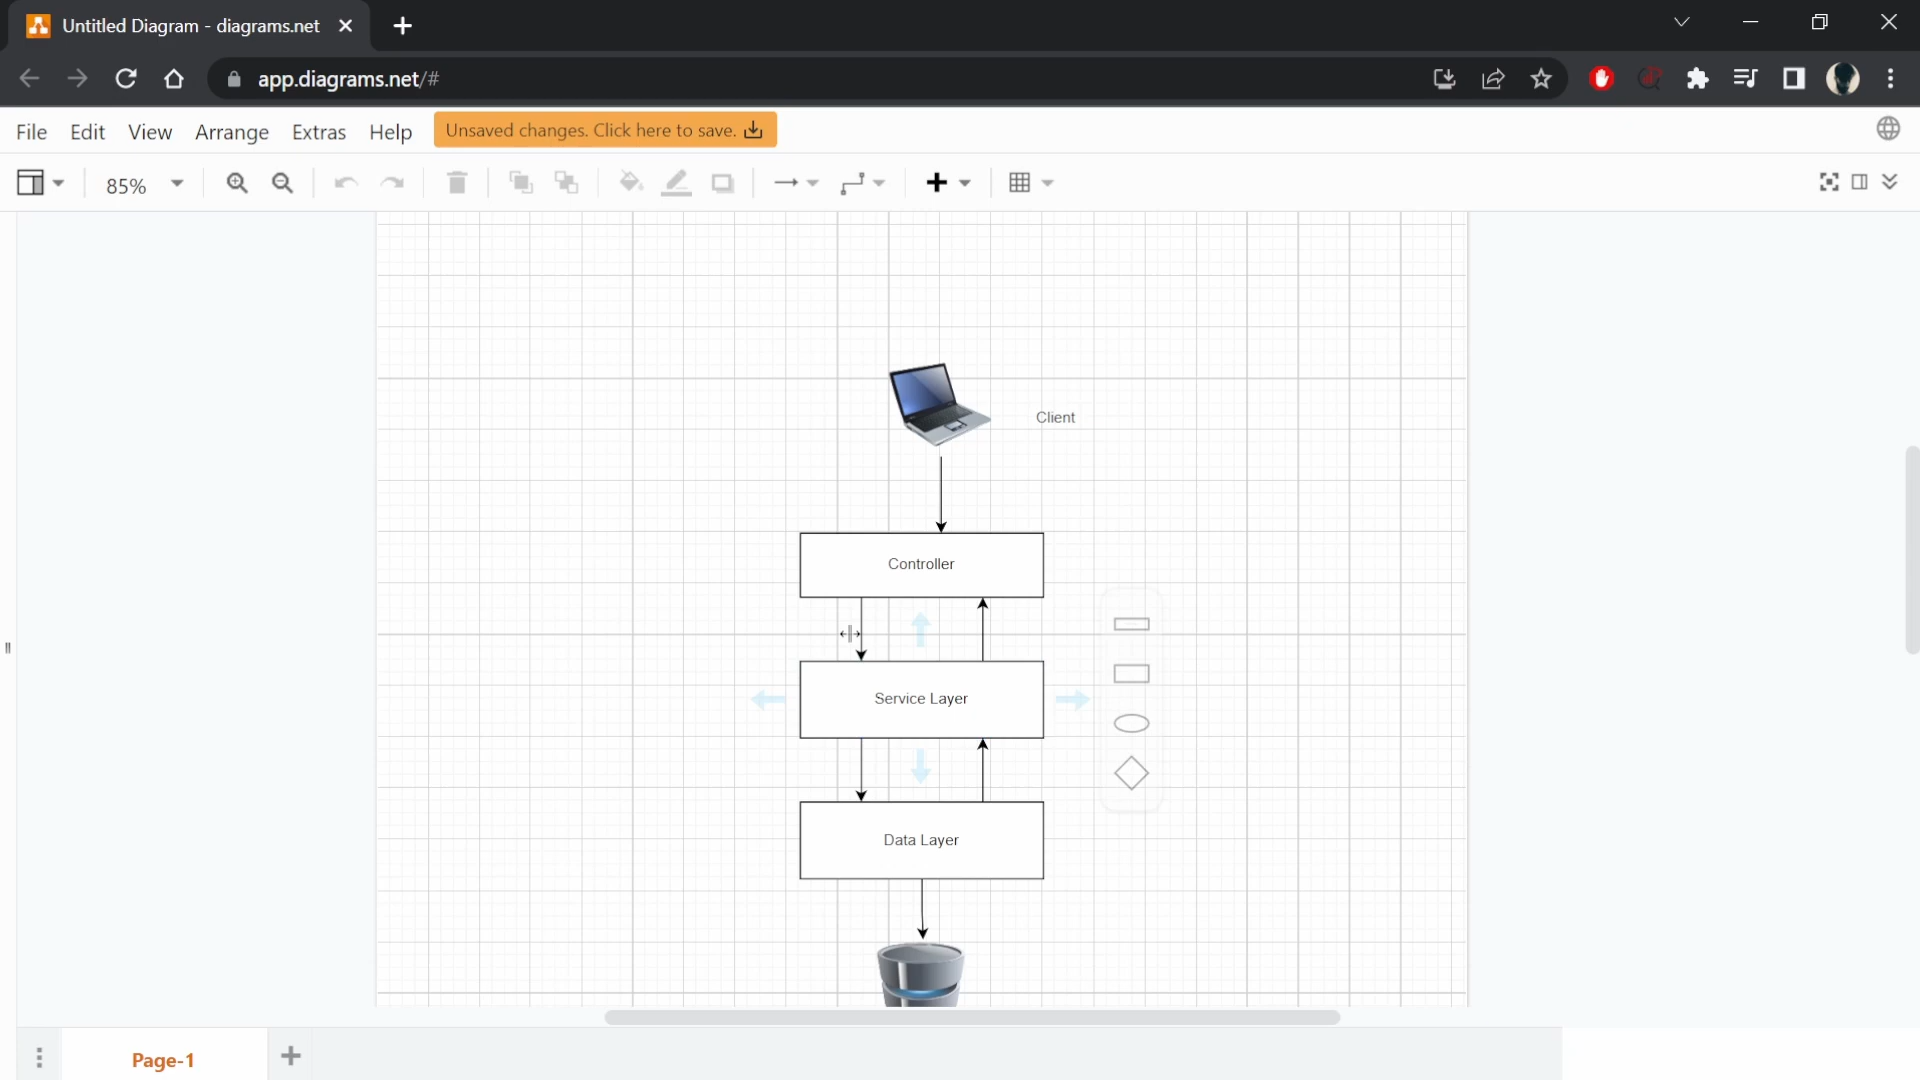 Untitled Diagram - diagrams.net
app.diagrams.net/#
File Edit View Arrange Extras Help Unsaved changes. Click here to save.
85%
Client
Controller
Service Layer
Data Layer
Page-1